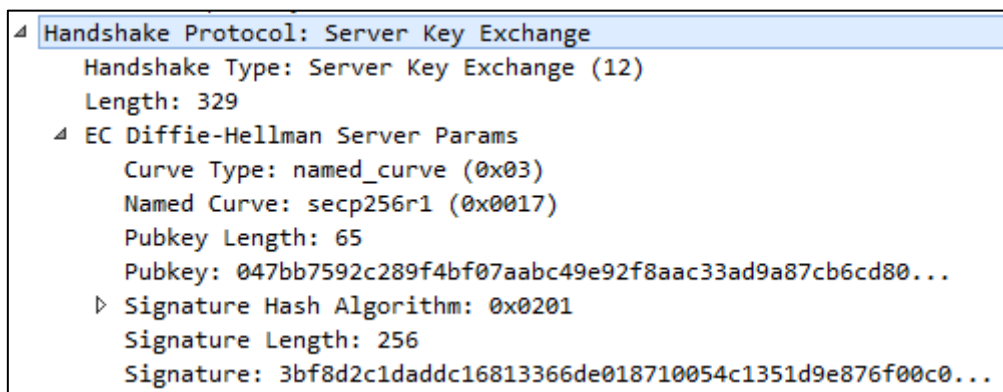 Handshake Protocol: Server Key Exchange
Handshake Type: Server Key Exchange (12)
Length: 329
EC Diffie-Hellman Server Params
Curve Type: named_curve (0x03)
Named Curve: secp256r1 (0x0017)
Pubkey Length: 65
Pubkey: 047bb7592c289f4bf07aabc49e92f8aac33ad9a87cb6cd80...
Signature Hash Algorithm: 0x0201
Signature Length: 256
Signature: 3bf8d2c1daddc16813366de018710054c1351d9e876f00c0...